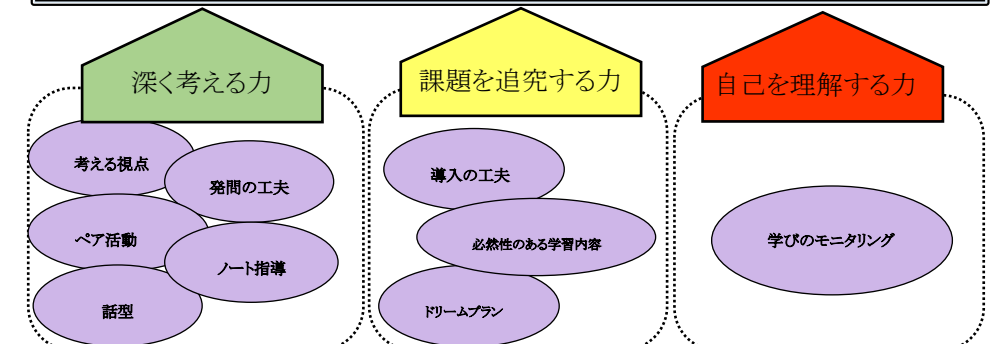 深く考える力
課題を追究する力
自己を理解する力
考える視点
発問の工夫
ペア活動
ノート指導
話型
導入の工夫
必然性のある学習内容
ドリームプラン
学びのモニタリング